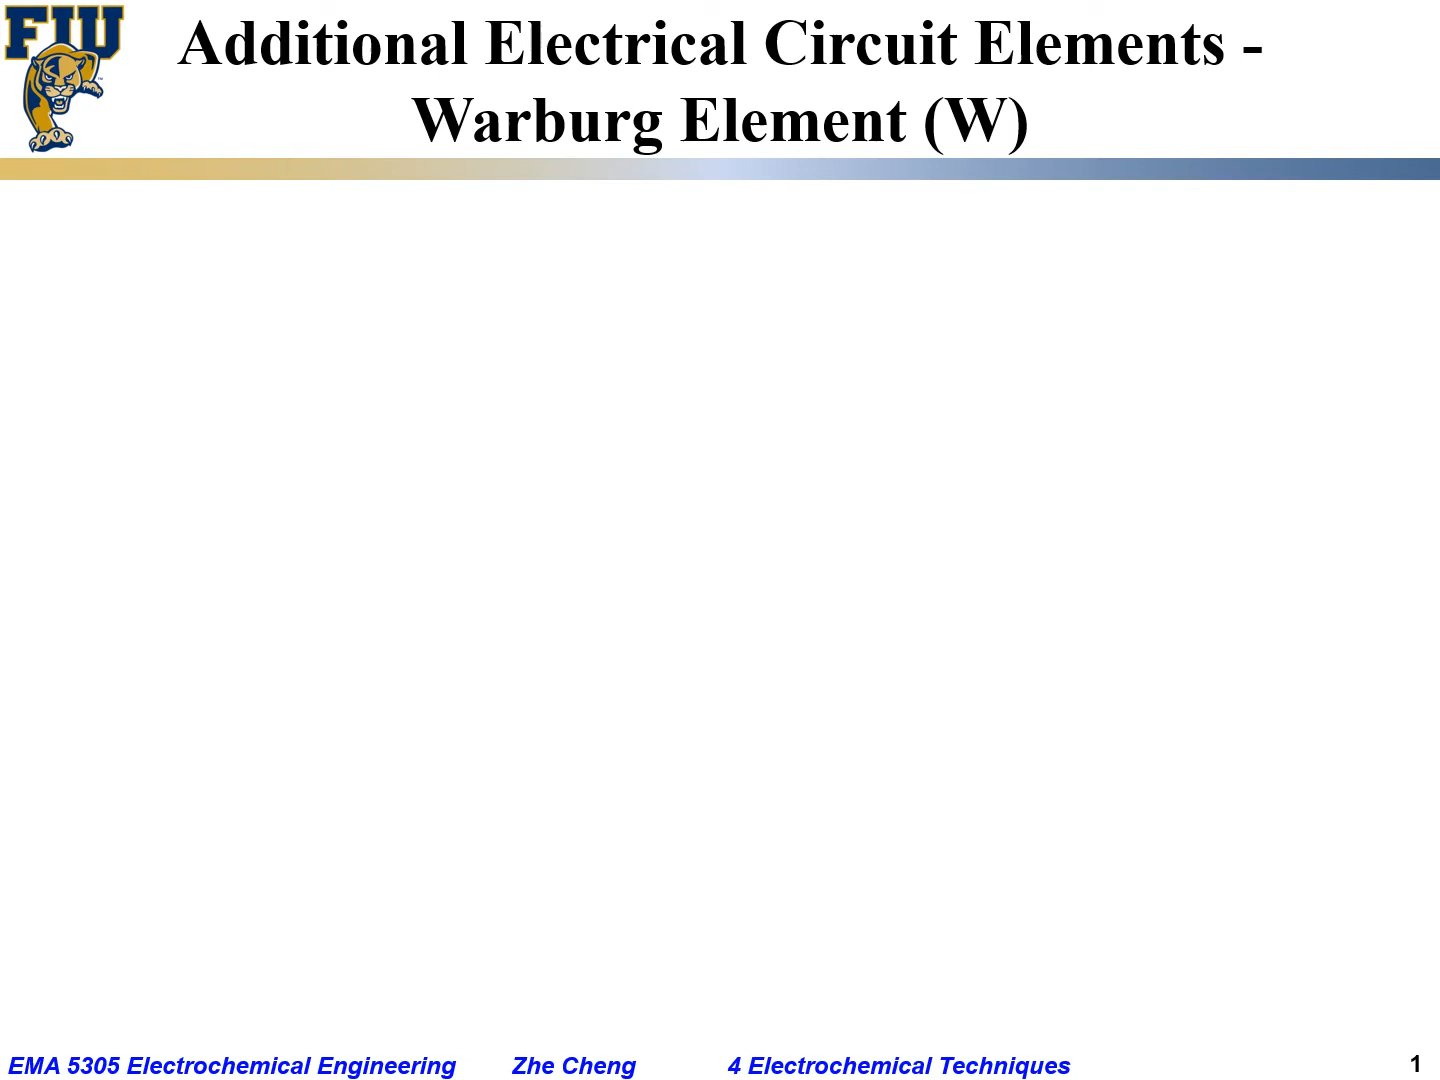 FIU
Additional Electrical Circuit Elements -
Warburg Element (W)
EMA 5305 Electrochemical Engineering Zhe Cheng 4 Electrochemical Techniques 1